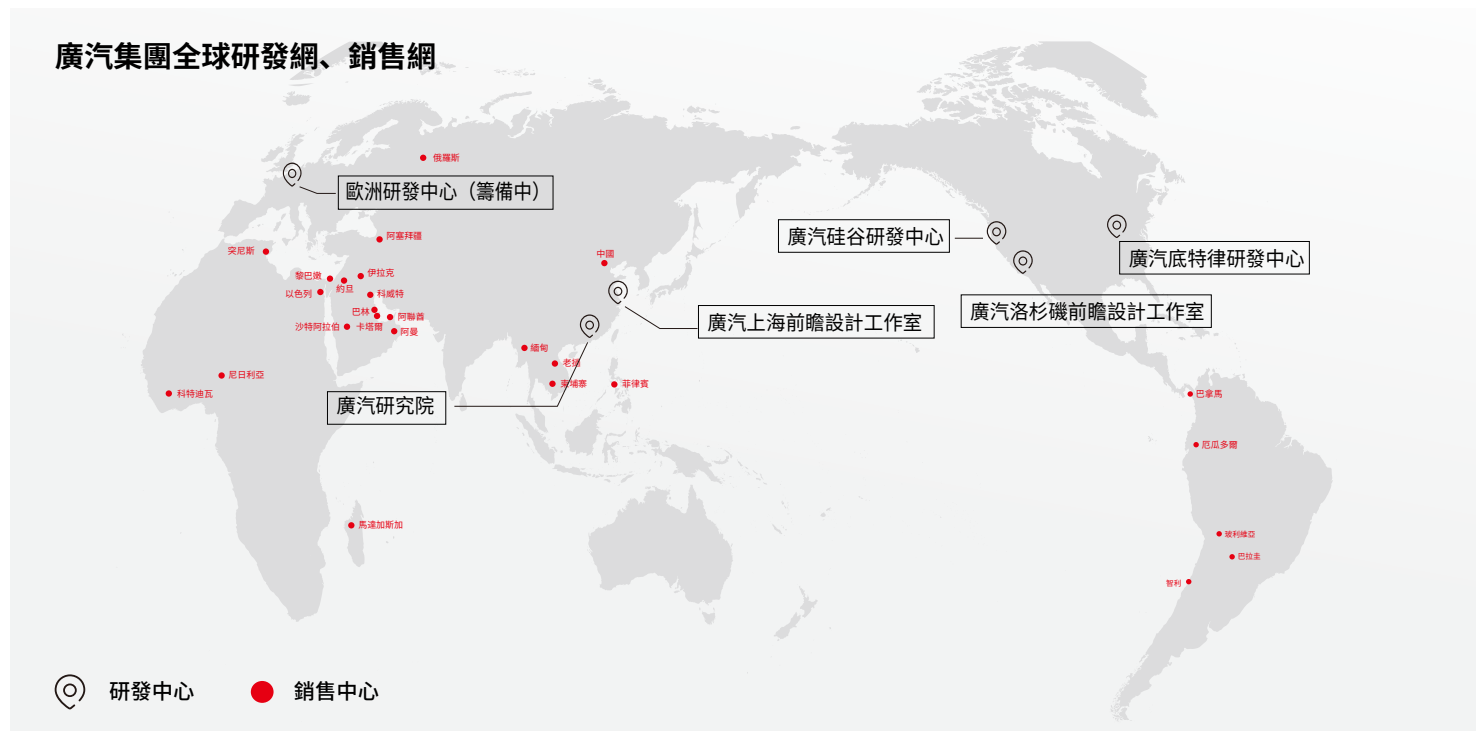 廣汽集團全球研發網、銷售網
俄羅斯
歐洲研發中心（籌備中）
阿塞拜疆
突尼斯
中國
廣汽硅谷研發中心
廣汽底特律研發中心
黎巴嫩
伊拉克
約旦
以色列
科威特
巴林
阿聯酋
沙特阿拉伯
卡塔爾
阿曼
廣汽洛杉磯前瞻設計工作室
廣汽上海前瞻設計工作室
緬甸
老撾
尼日利亞
柬埔寨
菲律賓
科特迪瓦
巴拿馬
廣汽研究院
厄瓜多爾
馬達加斯加
玻利維亞
巴拉圭
智利
研發中心
銷售中心